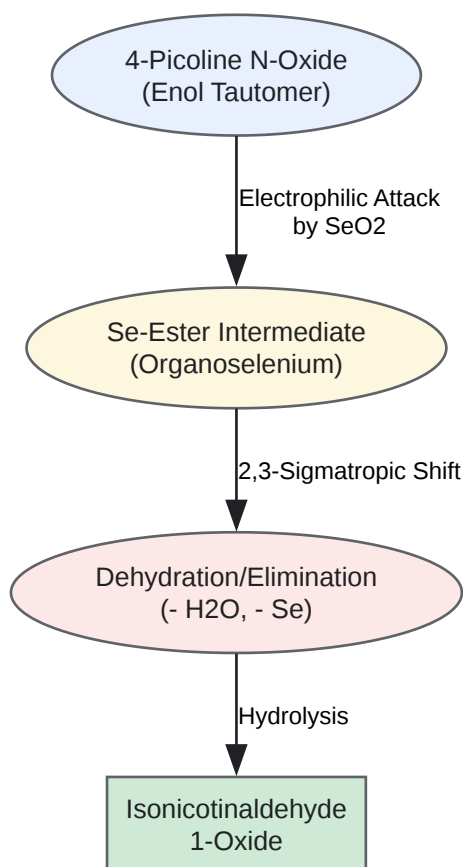 4-Picoline N-Oxide
(Enol Tautomer)
Electrophilic Attack
by SeO2
Se-Ester Intermediate
(Organoselenium)
2,3-Sigmatropic Shift
Dehydration/Elimination
(- H2O, - Se)
Hydrolysis
Isonicotinaldehyde
1-Oxide